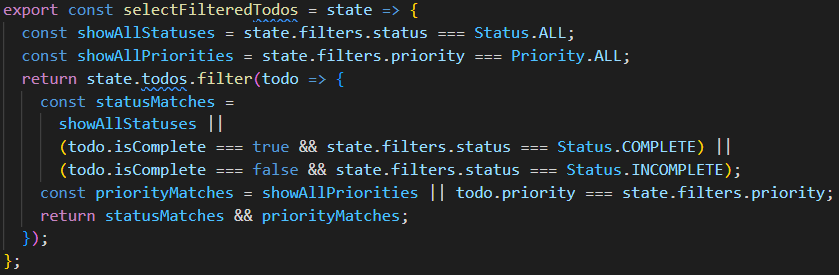 export const selectFilteredTodos = state => {
  const showAllStatuses = state.filters.status === Status.ALL;
  const showAllPriorities = state.filters.priority === Priority.ALL;
  return state.todos.filter(todo => {
    const statusMatches =
      showAllStatuses ||
      (todo.isComplete === true && state.filters.status === Status.COMPLETE) ||
      (todo.isComplete === false && state.filters.status === Status.INCOMPLETE);
    const priorityMatches = showAllPriorities || todo.priority === state.filters.priority;
    return statusMatches && priorityMatches;
  });
};